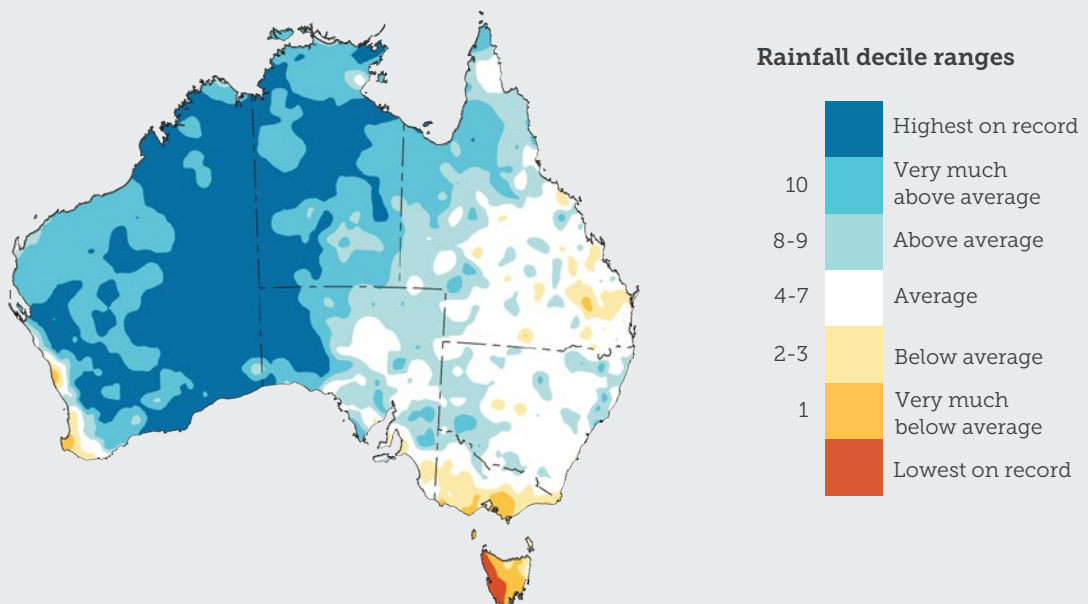 Rainfall decile ranges
Highest on record
10
Very much
above average
8-9
Above average
4-7
Average
2-3
Below average
1
Very much
below average
Lowest on record